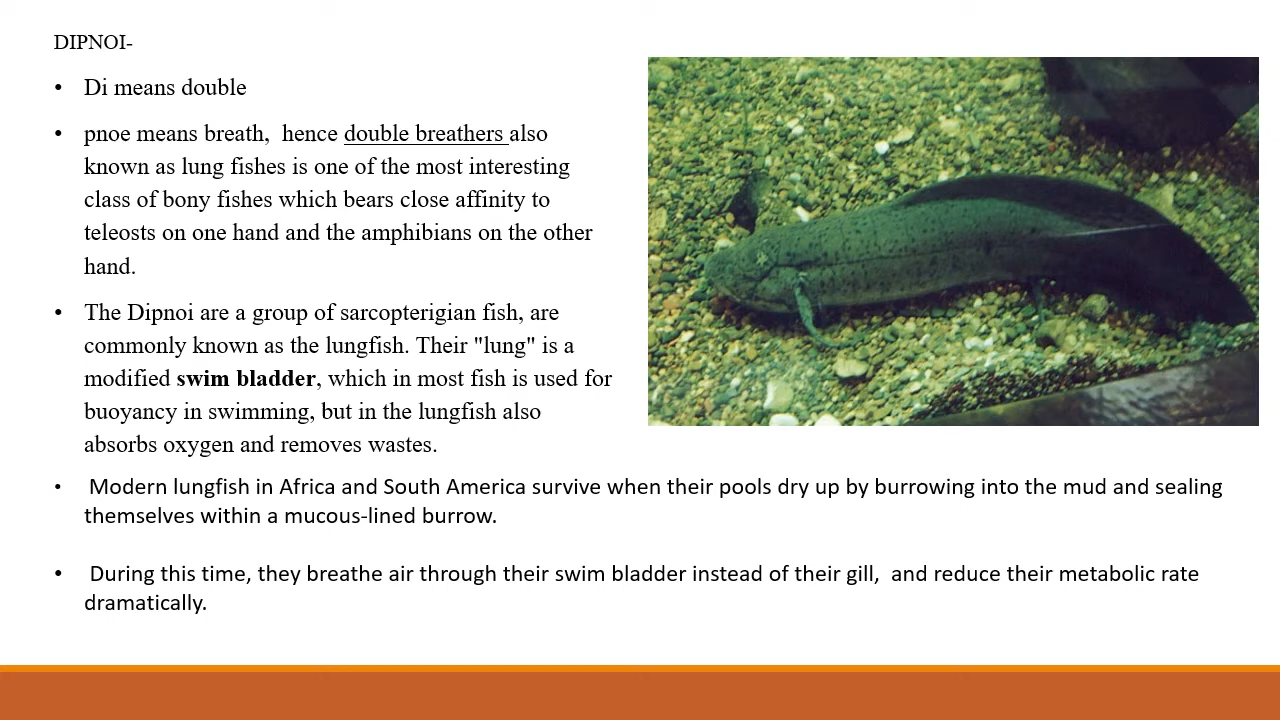 DIPNOI-
• Di means double
• pnoe means breath,  hence double breathers also
known as lung fishes is one of the most interesting
class of bony fishes which bears close affinity to
teleosts on one hand and the amphibians on the other
hand.
• The Dipnoi are a group of sarcopterigian fish, are
commonly known as the lungfish. Their "lung" is a
modified swim bladder, which in most fish is used for
buoyancy in swimming, but in the lungfish also
absorbs oxygen and removes wastes.
• Modern lungfish in Africa and South America survive when their pools dry up by burrowing into the mud and sealing
themselves within a mucous-lined burrow.
• During this time, they breathe air through their swim bladder instead of their gill,  and reduce their metabolic rate
dramatically.